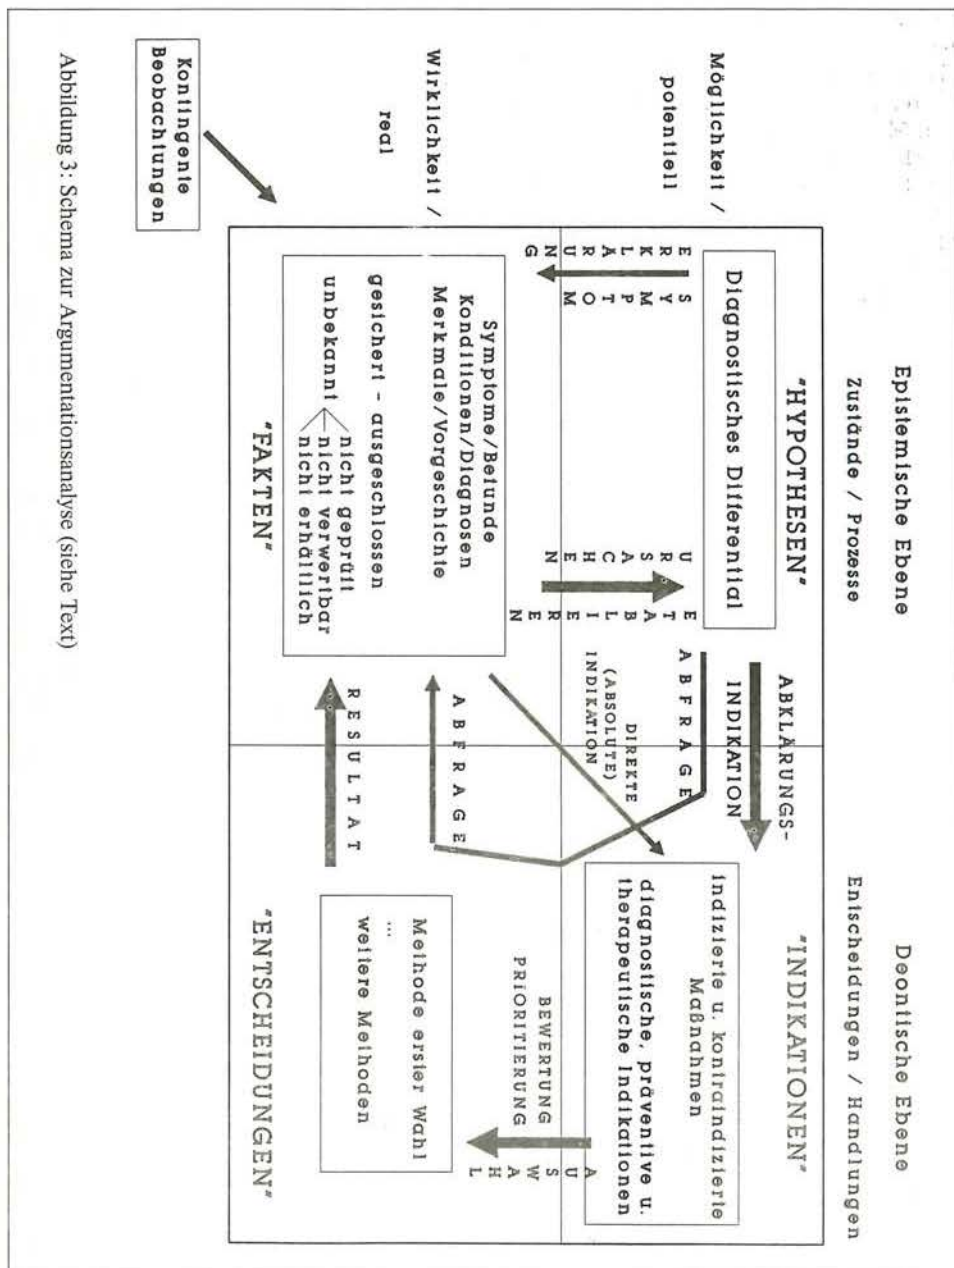 Epistemische Ebene
Zustände / Prozesse
Deontische Ebene
Entscheidungen / Handlungen
Möglichkeit /
potentiell
"HYPOTHESEN"
Diagnostisches Differential
ABKLÄRUNGS-
INDIKATION
"INDIKATIONEN"
indizierte u. kontraindizierte
Maßnahmen
diagnostische, präventive u.
therapeutische Indikationen
ERKLÄRUNG
SYMPTOM
URSACHEN
ETABLIEREN
ABFRAGE
DIREKTE
(ABSOLUTE)
INDIKATION
BEWERTUNG
PRIORITIERUNG
AUSWAHL
Wirklichkeit /
real
Symptome/Befunde
Konditionen/Diagnosen
Merkmale/Vorgeschichte
gesichert - ausgeschlossen
unbekannt
nicht geprüft
nicht verwertbar
nicht erhältlich
"FAKTEN"
ABFRAGE
RESULTAT
Methode erster Wahl
...
weitere Methoden
"ENTSCHEIDUNGEN"
Kontingente
Beobachtungen
Abbildung 3: Schema zur Argumentationsanalyse (siehe Text)